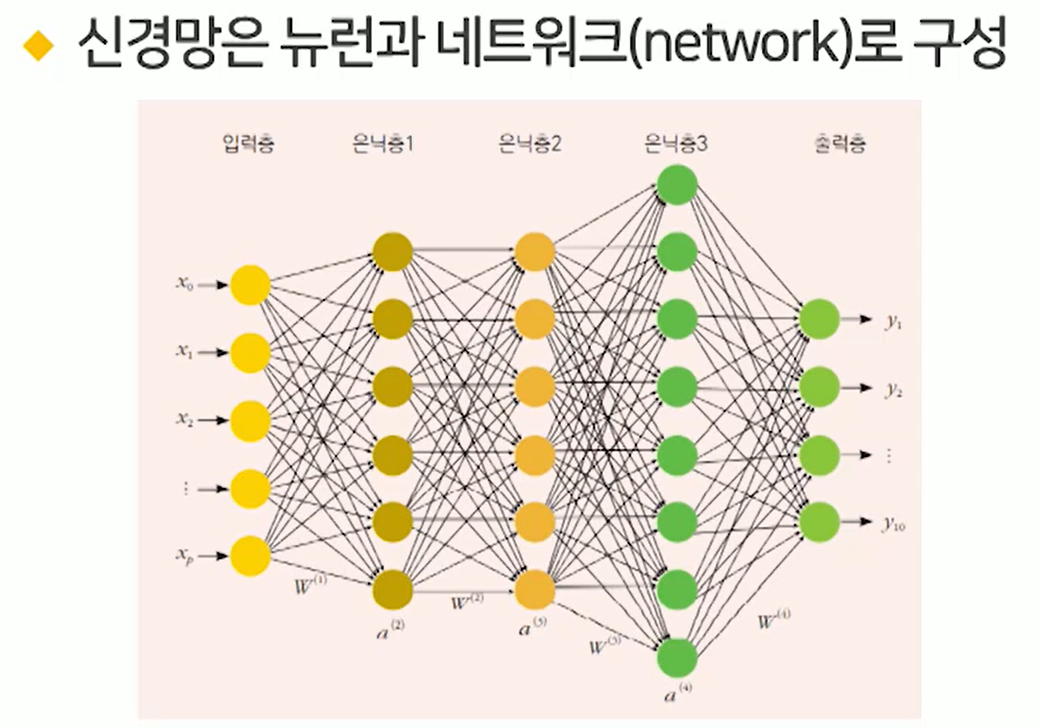 신경망은 뉴런과 네트워크(network)로 구성
입력층 은닉층1 은닉층2 은닉층3 출력층
x₀ y₁
x₁ y₂
x₂ ⋮
⋮ y₁₀
xₚ
W⁽¹⁾ W⁽²⁾ W⁽³⁾ W⁽⁴⁾
a⁽²⁾ a⁽³⁾ a⁽⁴⁾